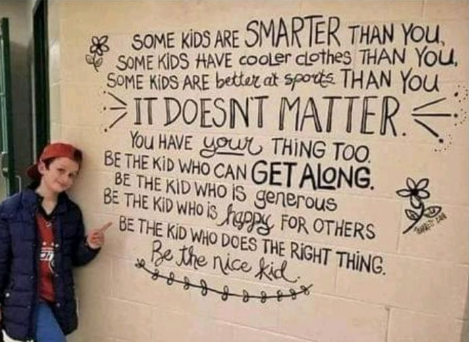 SOME KIDS ARE SMARTER THAN YOU,
SOME KIDS HAVE cooler clothes THAN YOU,
SOME KIDS ARE better at sports THAN YOU
IT DOESNT MATTER.
YOU HAVE your THING TOO.
BE THE KID WHO CAN GET ALONG.
BE THE KID WHO IS generous
BE THE KID WHO IS happy FOR OTHERS
BE THE KID WHO DOES THE RIGHT THING.
Be the nice kid.